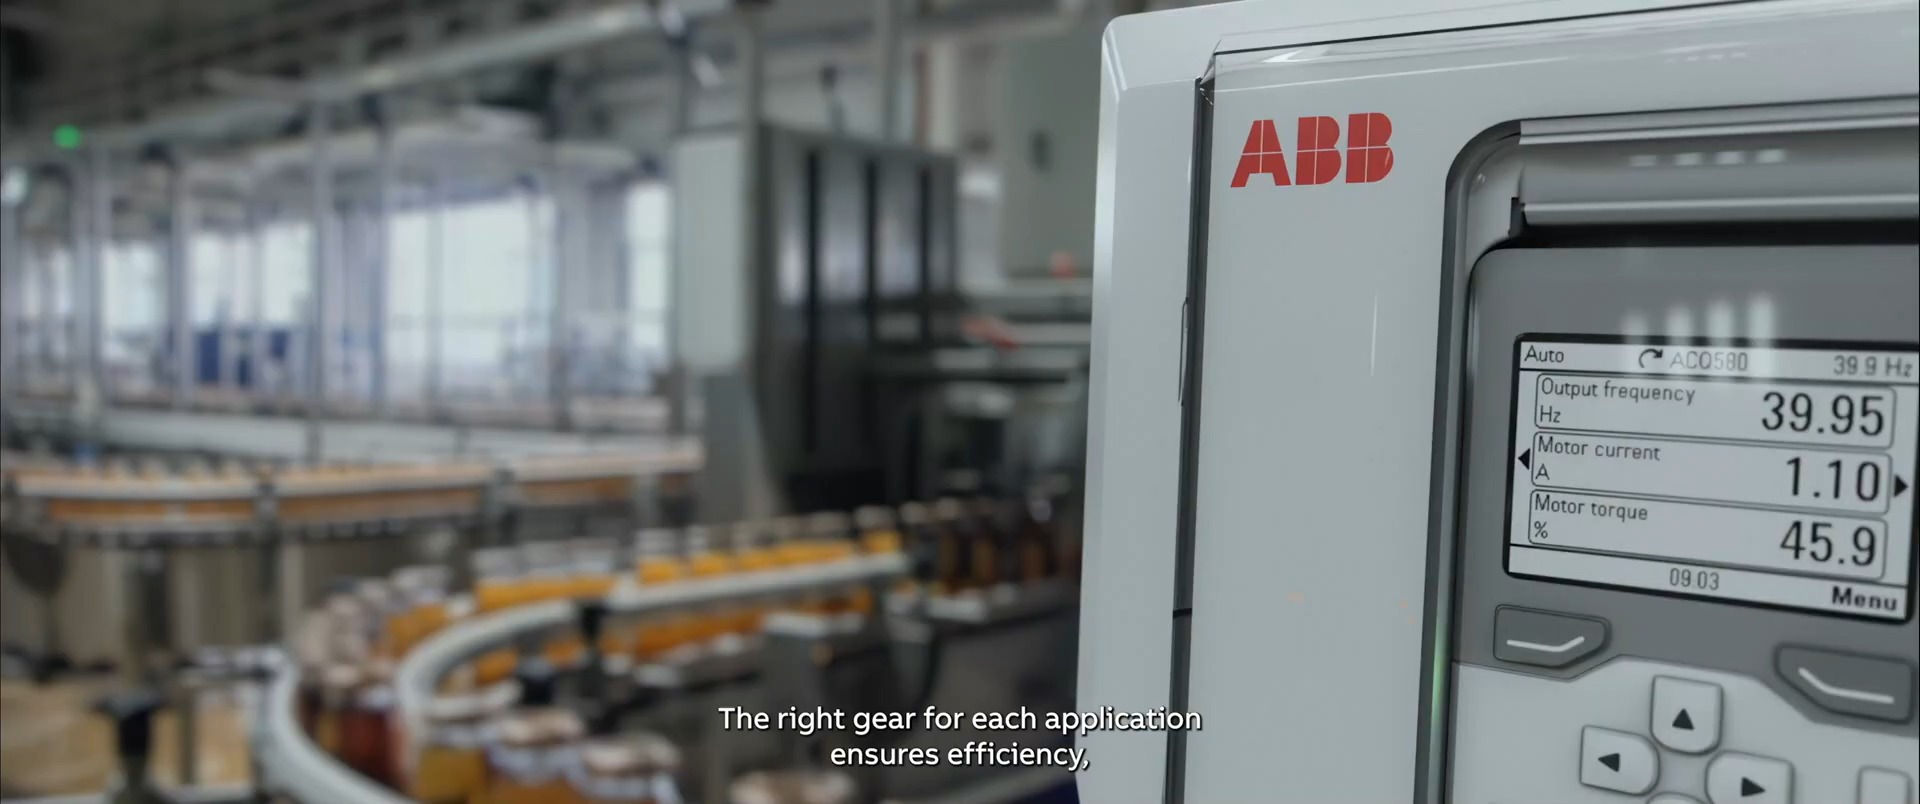 ABB
Auto ACQ580 39.9 Hz
Output frequency
Hz 39.95
Motor current
A 1.10
Motor torque
% 45.9
09:03
Menu
The right gear for each application
ensures efficiency,